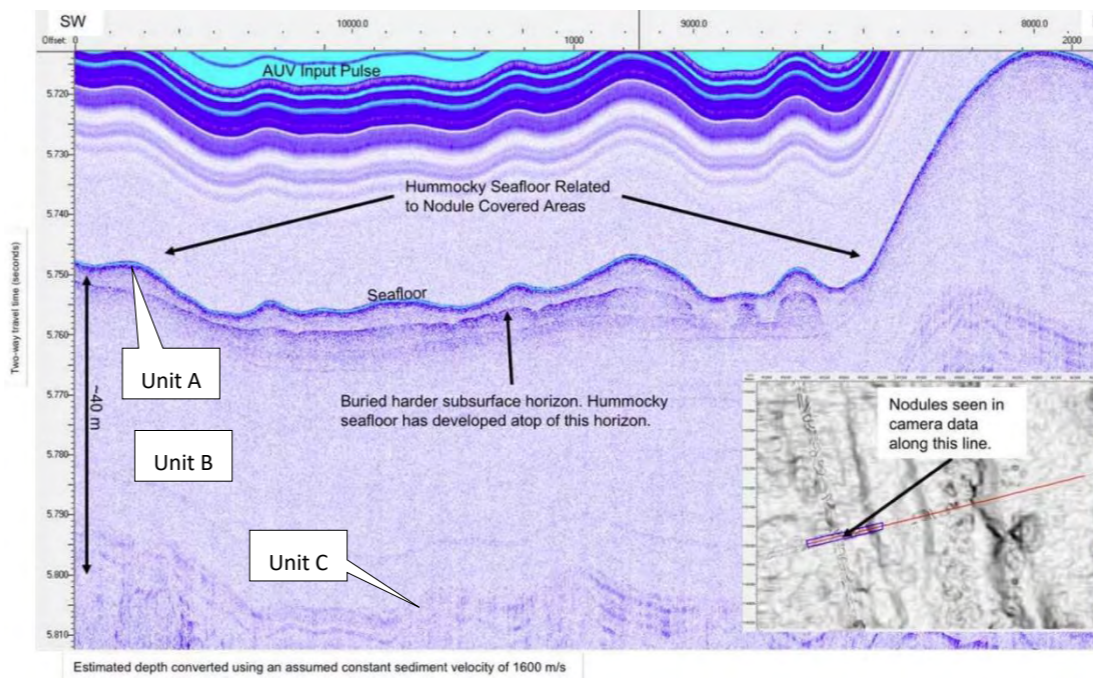 SW
10000.0 9000.0 8000.0
Offset: 0 1000 2000
AUV Input Pulse
5.720
5.730
Hummocky Seafloor Related
to Nodule Covered Areas
5.740
5.750
Seafloor
Two-way travel time (seconds)
5.760
Unit A
5.770
~40 m
Buried harder subsurface horizon. Hummocky
seafloor has developed atop of this horizon.
Nodules seen in
camera data
along this line.
5.780
Unit B
5.790
Unit C
5.800
5.810
Estimated depth converted using an assumed constant sediment velocity of 1600 m/s